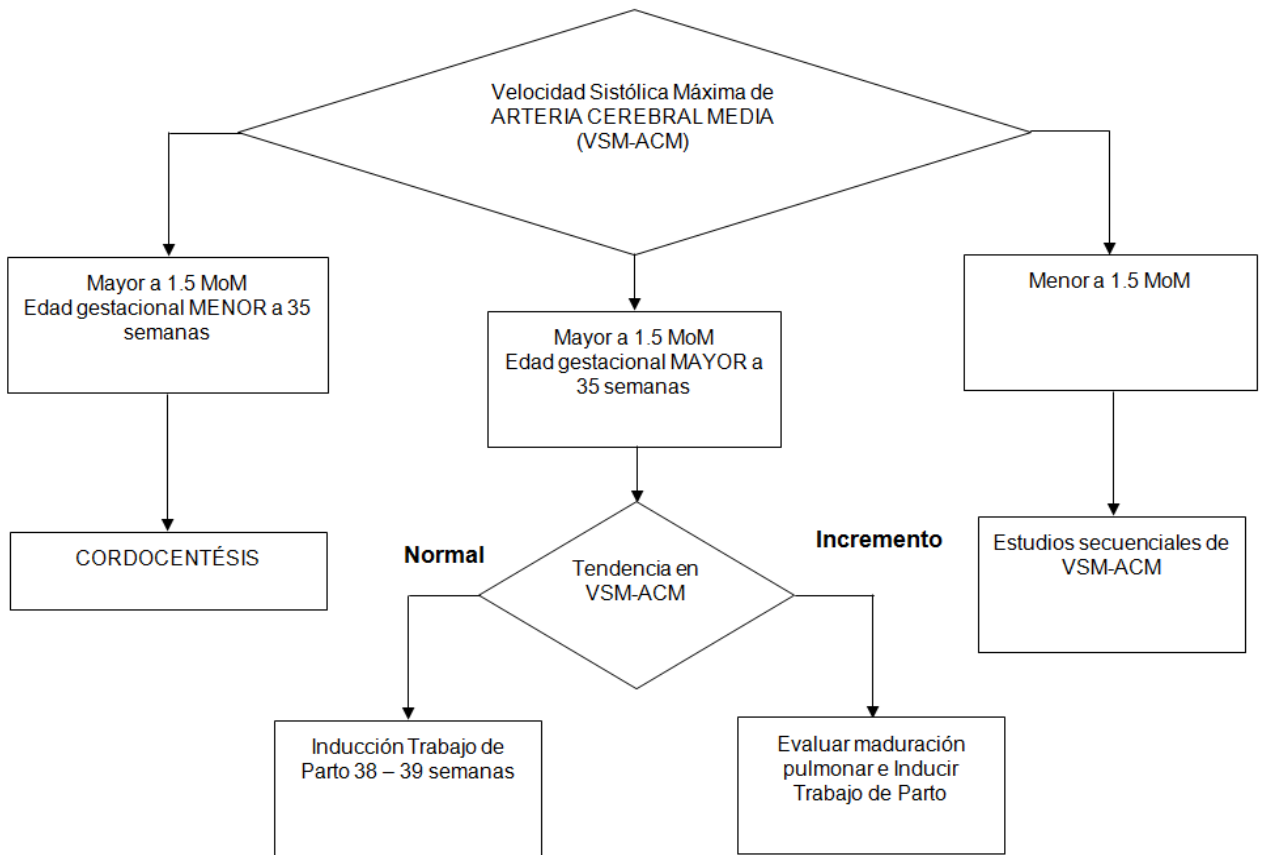 Velocidad Sistólica Máxima de
ARTERIA CEREBRAL MEDIA
(VSM-ACM)
Mayor a 1.5 MoM
Edad gestacional MENOR a 35
semanas
Mayor a 1.5 MoM
Edad gestacional MAYOR a
35 semanas
Menor a 1.5 MoM
CORDOCENTÉSIS
Normal
Tendencia en
VSM-ACM
Incremento
Estudios secuenciales de
VSM-ACM
Inducción Trabajo de
Parto 38 – 39 semanas
Evaluar maduración
pulmonar e Inducir
Trabajo de Parto